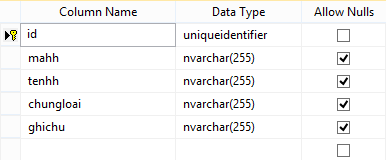 Column Name Data Type Allow Nulls
id uniqueidentifier
mahh nvarchar(255)
tenhh nvarchar(255)
chungloai nvarchar(255)
ghichu nvarchar(255)